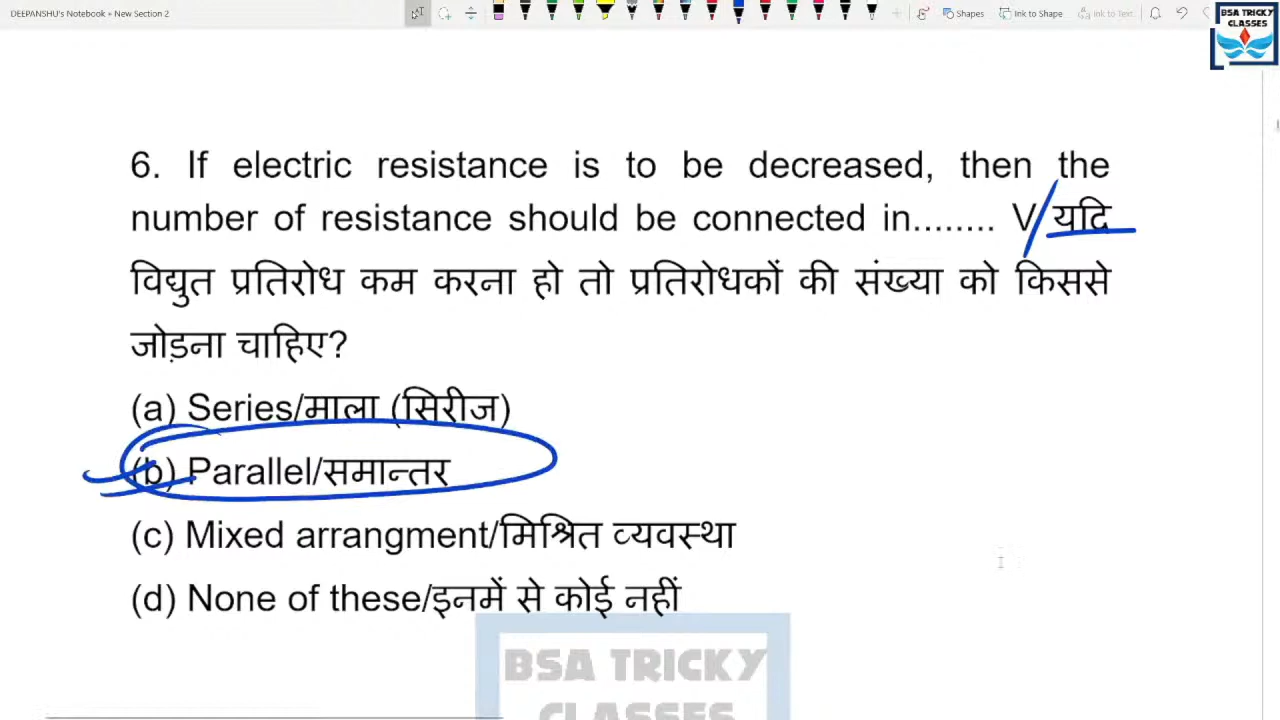 DEEPANSHU's Notebook » New Section 2
Shapes
Ink to Shape
Ink to Text
BSA TRICKY
CLASSES
6. If electric resistance is to be decreased, then the
number of resistance should be connected in........ V/यदि
विद्युत प्रतिरोध कम करना हो तो प्रतिरोधकों की संख्या को किससे
जोड़ना चाहिए?
(a) Series/माला (सिरीज)
(b) Parallel/समान्तर
(c) Mixed arrangment/मिश्रित व्यवस्था
(d) None of these/इनमें से कोई नहीं
BSA TRICKY
CLASSES